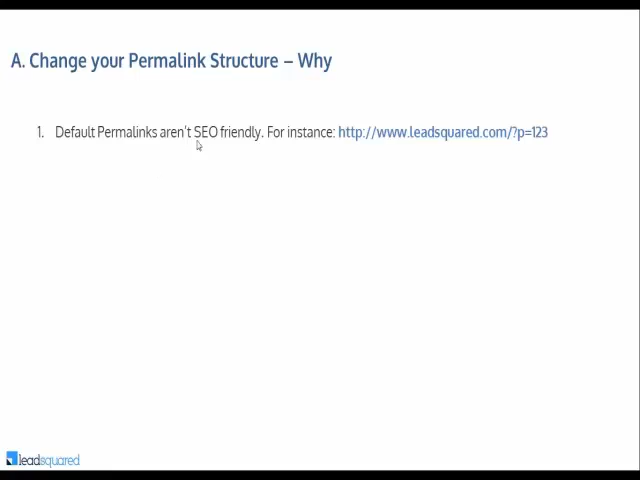 A. Change your Permalink Structure – Why
1. Default Permalinks aren't SEO friendly. For instance: http://www.leadsquared.com/?p=123
leadsquared